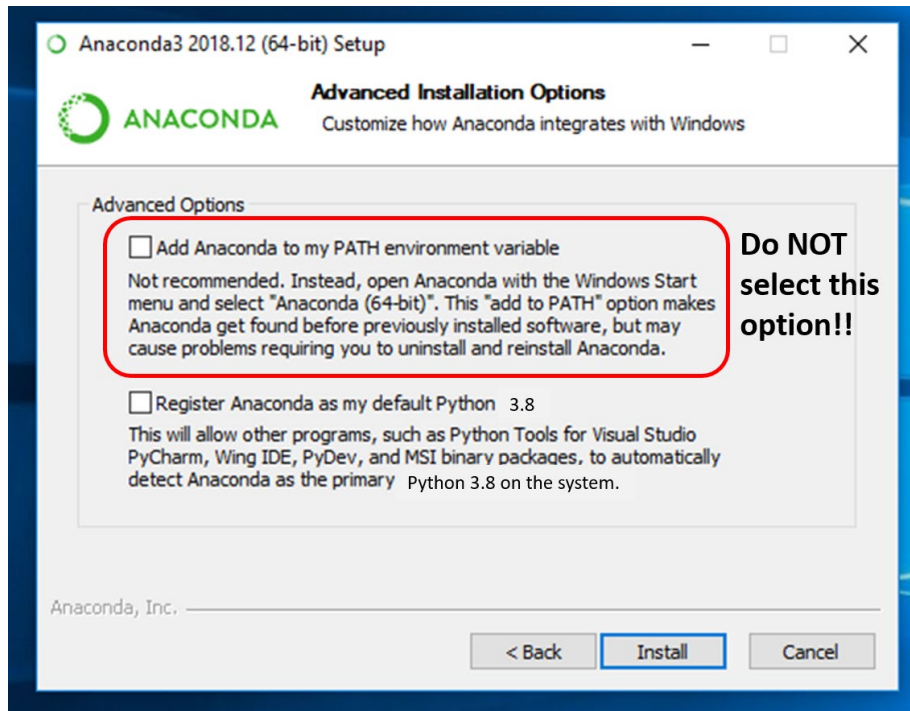 Anaconda3 2018.12 (64-bit) Setup
ANACONDA
Advanced Installation Options
Customize how Anaconda integrates with Windows
Advanced Options
Add Anaconda to my PATH environment variable
Not recommended. Instead, open Anaconda with the Windows Start
menu and select "Anaconda (64-bit)". This "add to PATH" option makes
Anaconda get found before previously installed software, but may
cause problems requiring you to uninstall and reinstall Anaconda.
Do NOT
select this
option!!
Register Anaconda as my default Python 3.8
This will allow other programs, such as Python Tools for Visual Studio
PyCharm, Wing IDE, PyDev, and MSI binary packages, to automatically
detect Anaconda as the primary Python 3.8 on the system.
Anaconda, Inc.
< Back
Install
Cancel